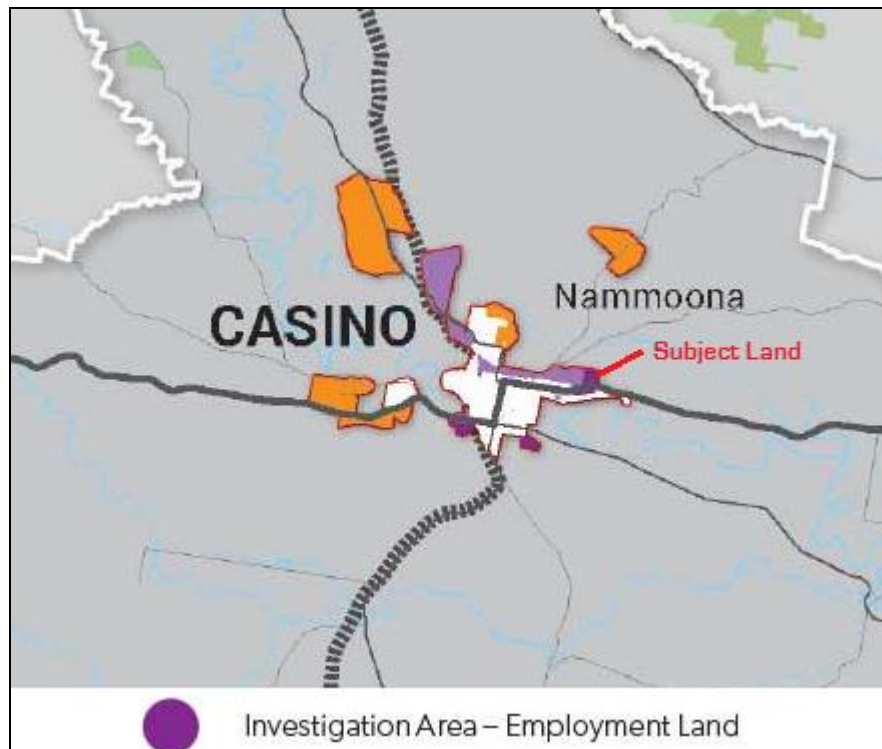 Nammoona
CASINO
Subject Land
Investigation Area – Employment Land